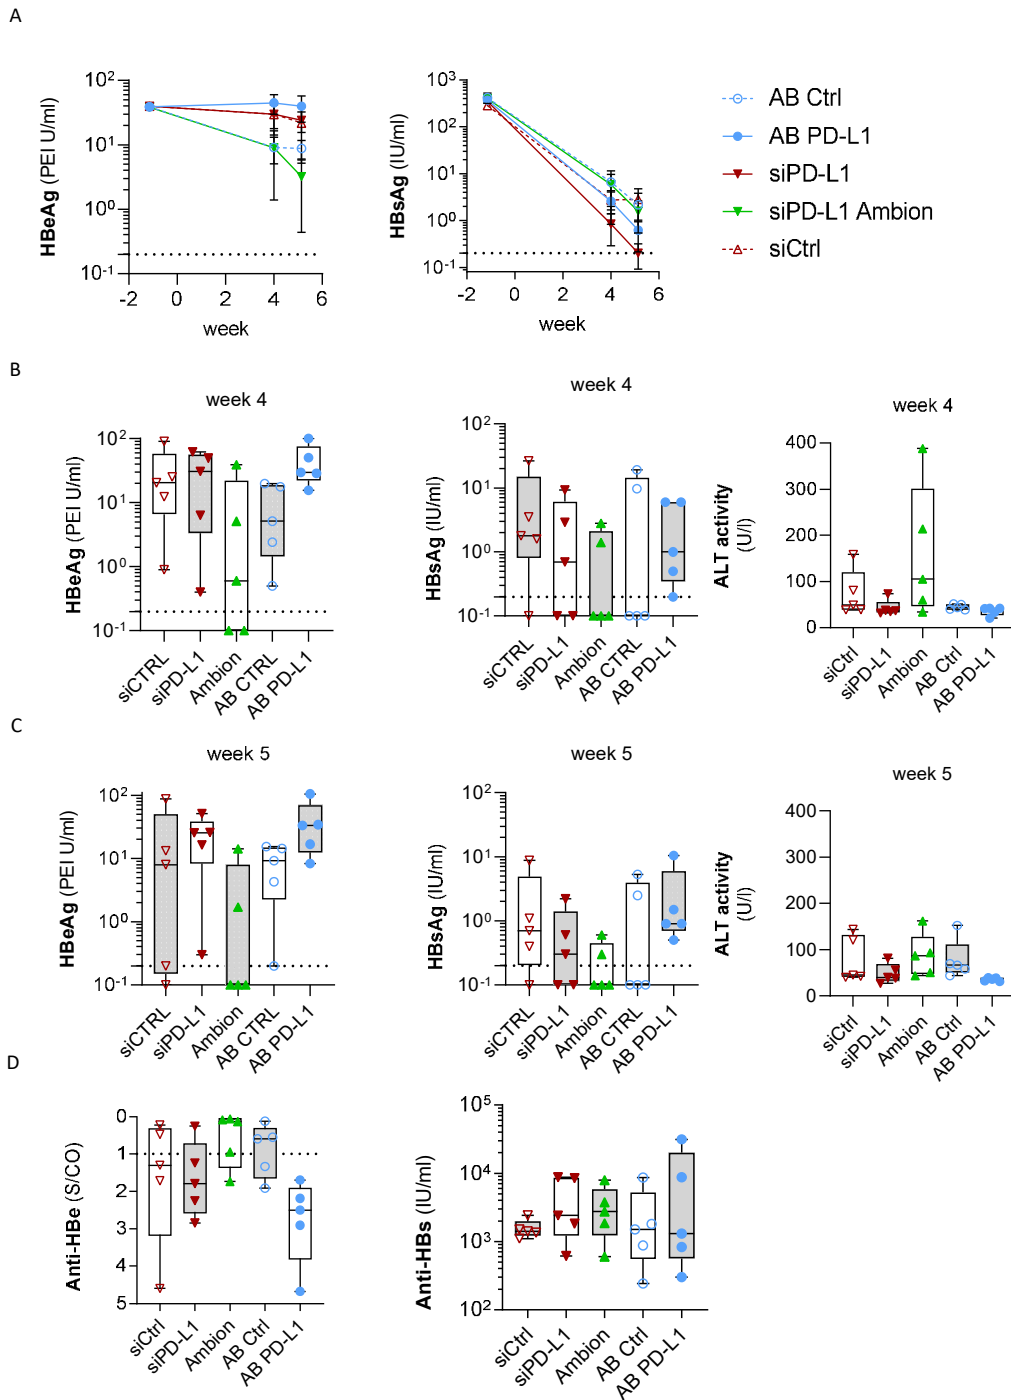 A
HBeAg (PEI U/ml)
10²
10¹
10⁰
10⁻¹
-2 0 2 4 6
week
HBsAg (IU/ml)
10³
10²
10¹
10⁰
10⁻¹
-2 0 2 4 6
week
AB Ctrl
AB PD-L1
siPD-L1
siPD-L1 Ambion
siCtrl
B
week 4
HBeAg (PEI U/ml)
10²
10¹
10⁰
10⁻¹
siCTRL
siPD-L1
Ambion
AB CTRL
AB PD-L1
week 4
HBsAg (IU/ml)
10²
10¹
10⁰
10⁻¹
siCTRL
siPD-L1
Ambion
AB CTRL
AB PD-L1
week 4
ALT activity
(U/l)
400
300
200
100
0
siCtrl
siPD-L1
Ambion
AB Ctrl
AB PD-L1
C
week 5
HBeAg (PEI U/ml)
10²
10¹
10⁰
10⁻¹
siCTRL
siPD-L1
Ambion
AB CTRL
AB PD-L1
week 5
HBsAg (IU/ml)
10²
10¹
10⁰
10⁻¹
siCTRL
siPD-L1
Ambion
AB CTRL
AB PD-L1
week 5
ALT activity
(U/l)
400
300
200
100
0
siCtrl
siPD-L1
Ambion
AB Ctrl
AB PD-L1
D
Anti-HBe (S/CO)
0
1
2
3
4
5
siCtrl
siPD-L1
Ambion
AB Ctrl
AB PD-L1
Anti-HBs (IU/ml)
10⁵
10⁴
10³
10²
siCtrl
siPD-L1
Ambion
AB Ctrl
AB PD-L1